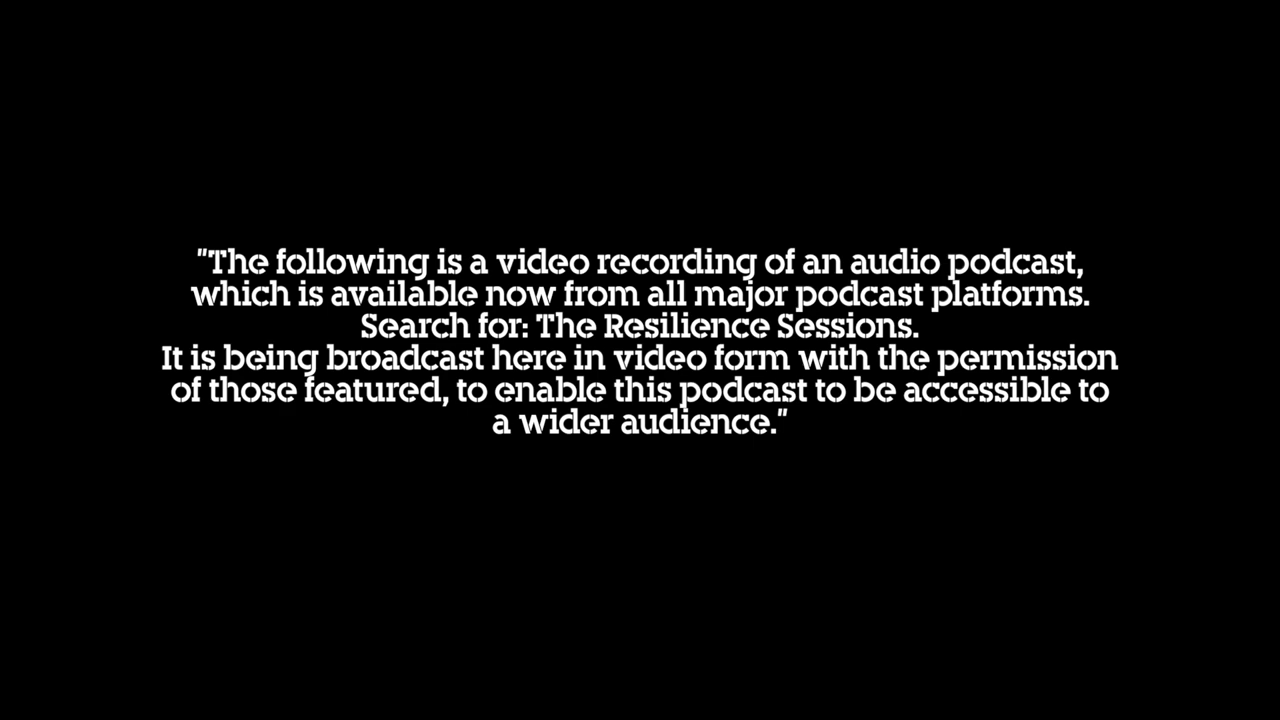 "The following is a video recording of an audio podcast,
which is available now from all major podcast platforms.
Search for: The Resilience Sessions.
It is being broadcast here in video form with the permission
of those featured, to enable this podcast to be accessible to
a wider audience."